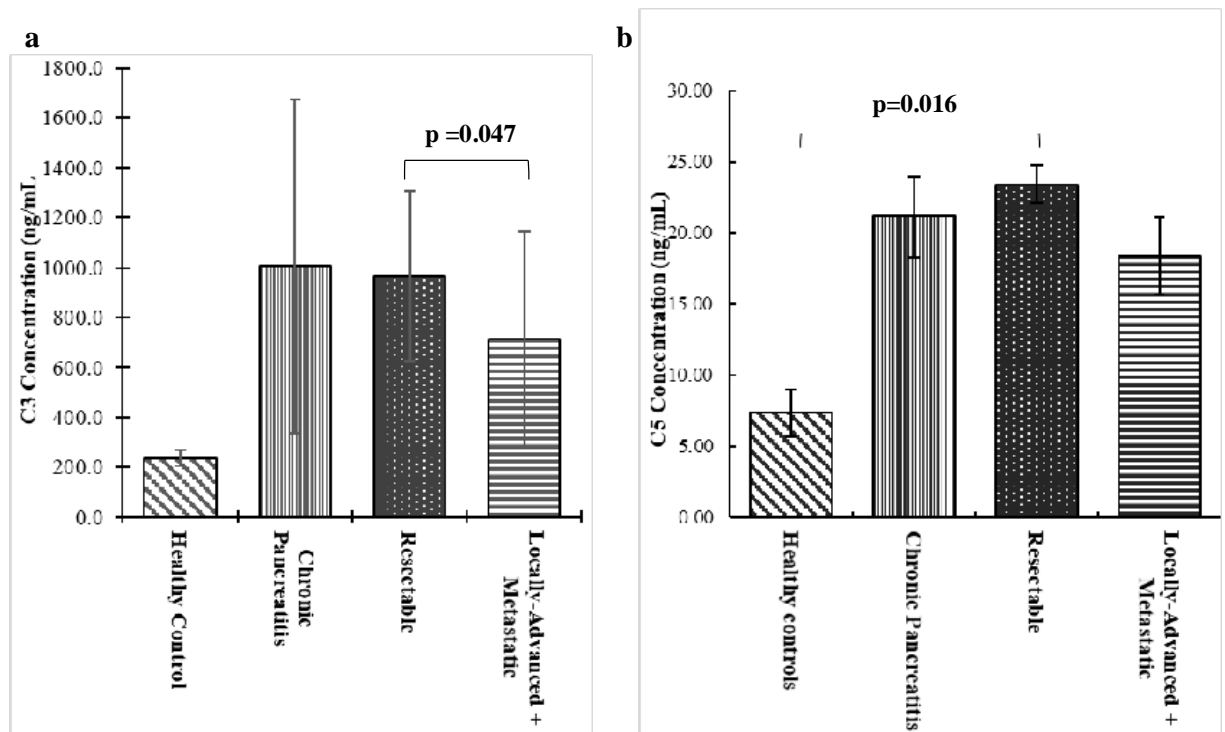 a
1800.0
1600.0
1400.0
1200.0
1000.0
800.0
600.0
400.0
200.0
0.0
C3 Concentration (ng/mL
p =0.047
Healthy Control
Chronic
Pancreatitis
Resectable
Locally-Advanced +
Metastatic
b
30.00
25.00
20.00
15.00
10.00
5.00
0.00
C5 Concentration (ng/mL)
p=0.016
Healthy controls
Chronic Pancreatitis
Resectable
Locally-Advanced +
Metastatic